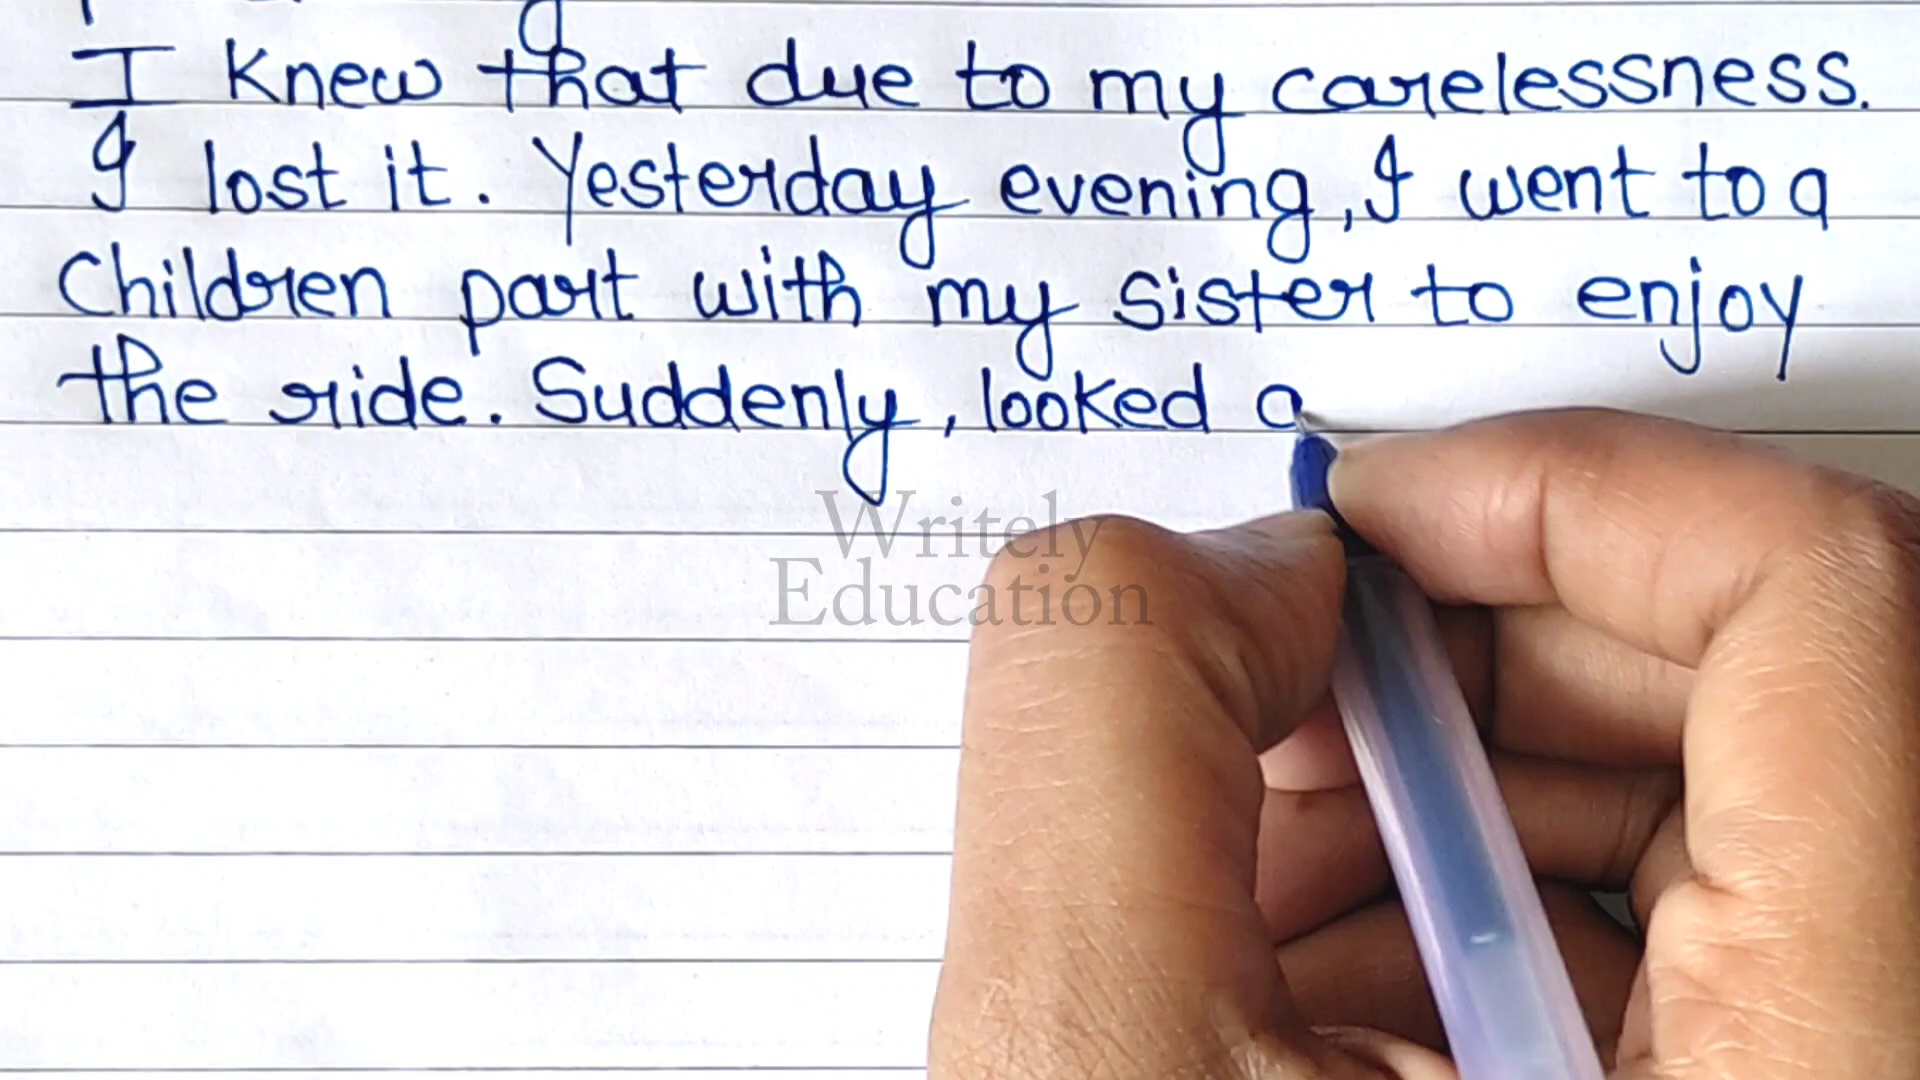 I knew that due to my carelessness.
I lost it. Yesterday evening, I went to a
Children part with my sister to enjoy
the ride. Suddenly, looked a
Writely
Education